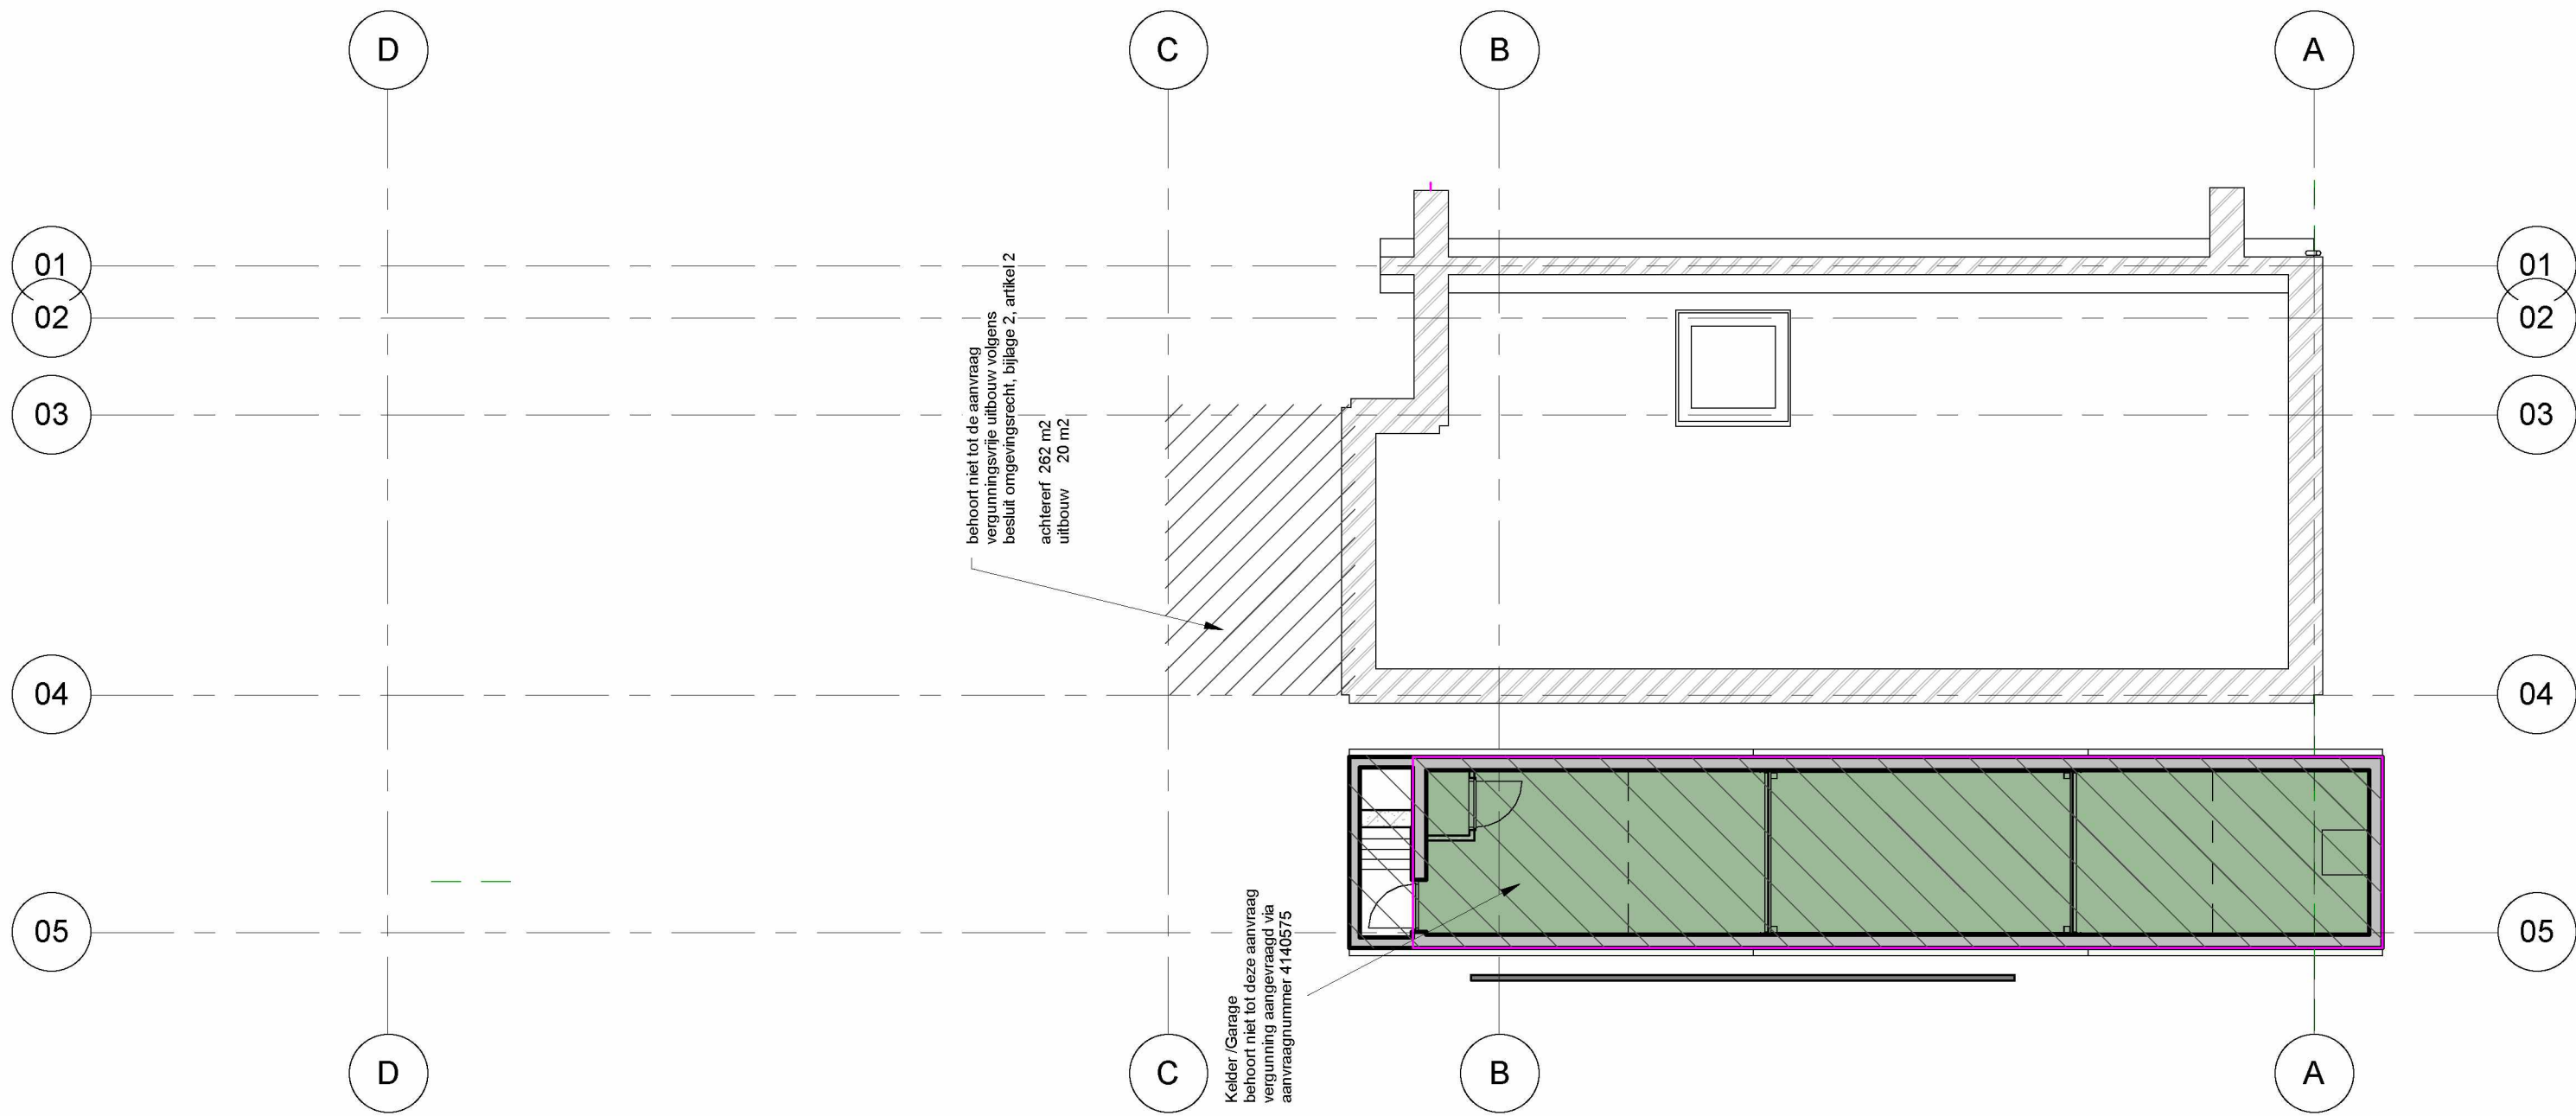 D
C
B
A
01
02
03
04
05
01
02
03
04
05
behoort niet tot de aanvraag
vergunningsvrije uitbouw volgens
besluit omgevingsrecht, bijlage 2, artikel 2
achtererf 262 m2
uitbouw 20 m2
Kelder /Garage
behoort niet tot deze aanvraag
vergunning aangevraagd via
aanvraagnummer 4140575
D
C
B
A